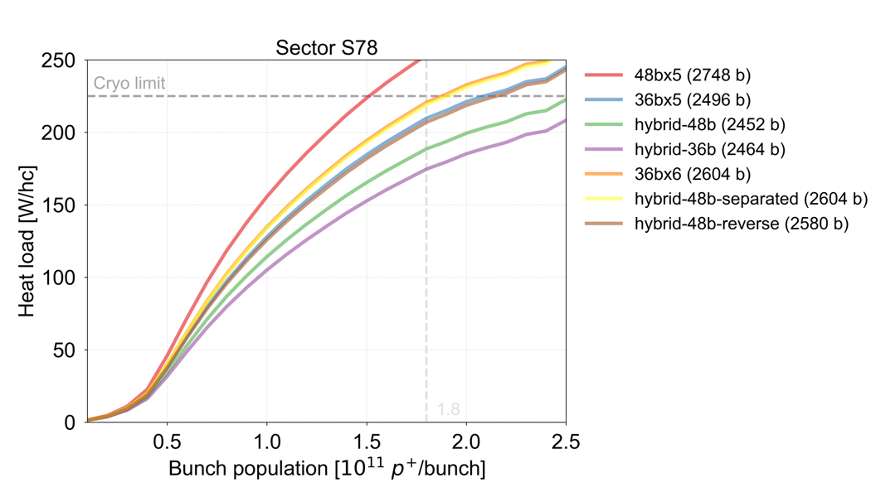 Sector S78
250
200
150
100
50
0
Heat load [W/hc]
Cryo limit
1.8
0.5
1.0
1.5
2.0
2.5
Bunch population [10¹¹ p⁺/bunch]
48bx5 (2748 b)
36bx5 (2496 b)
hybrid-48b (2452 b)
hybrid-36b (2464 b)
36bx6 (2604 b)
hybrid-48b-separated (2604 b)
hybrid-48b-reverse (2580 b)